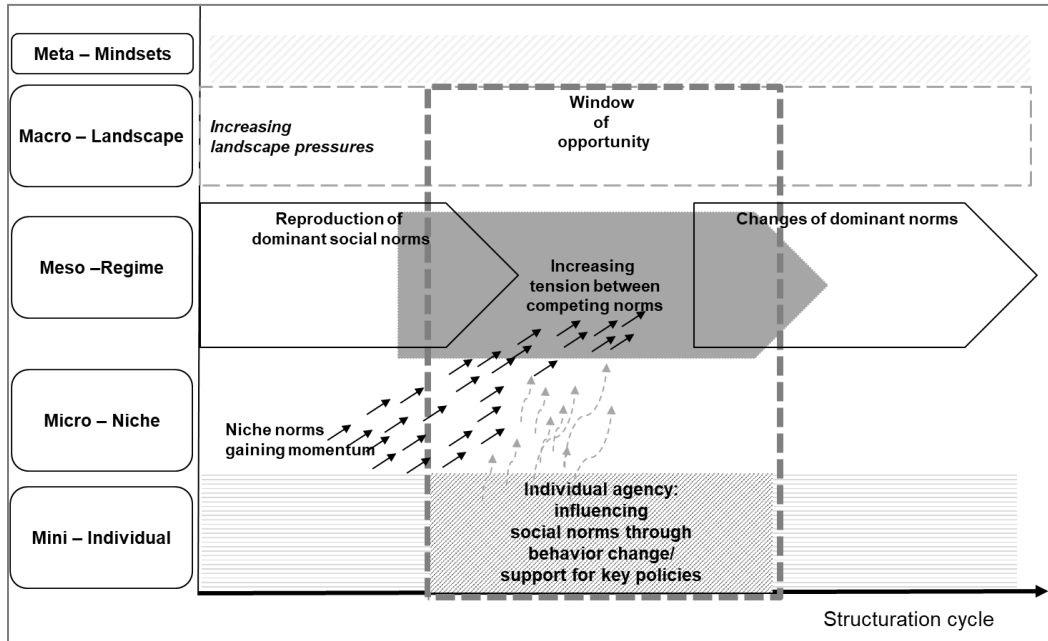 Meta – Mindsets
Macro – Landscape
Increasing
landscape pressures
Window
of
opportunity
Meso –Regime
Reproduction of
dominant social norms
Increasing
tension between
competing norms
Changes of dominant norms
Micro – Niche
Niche norms
gaining momentum
Mini – Individual
Individual agency:
influencing
social norms through
behavior change/
support for key policies
Structuration cycle